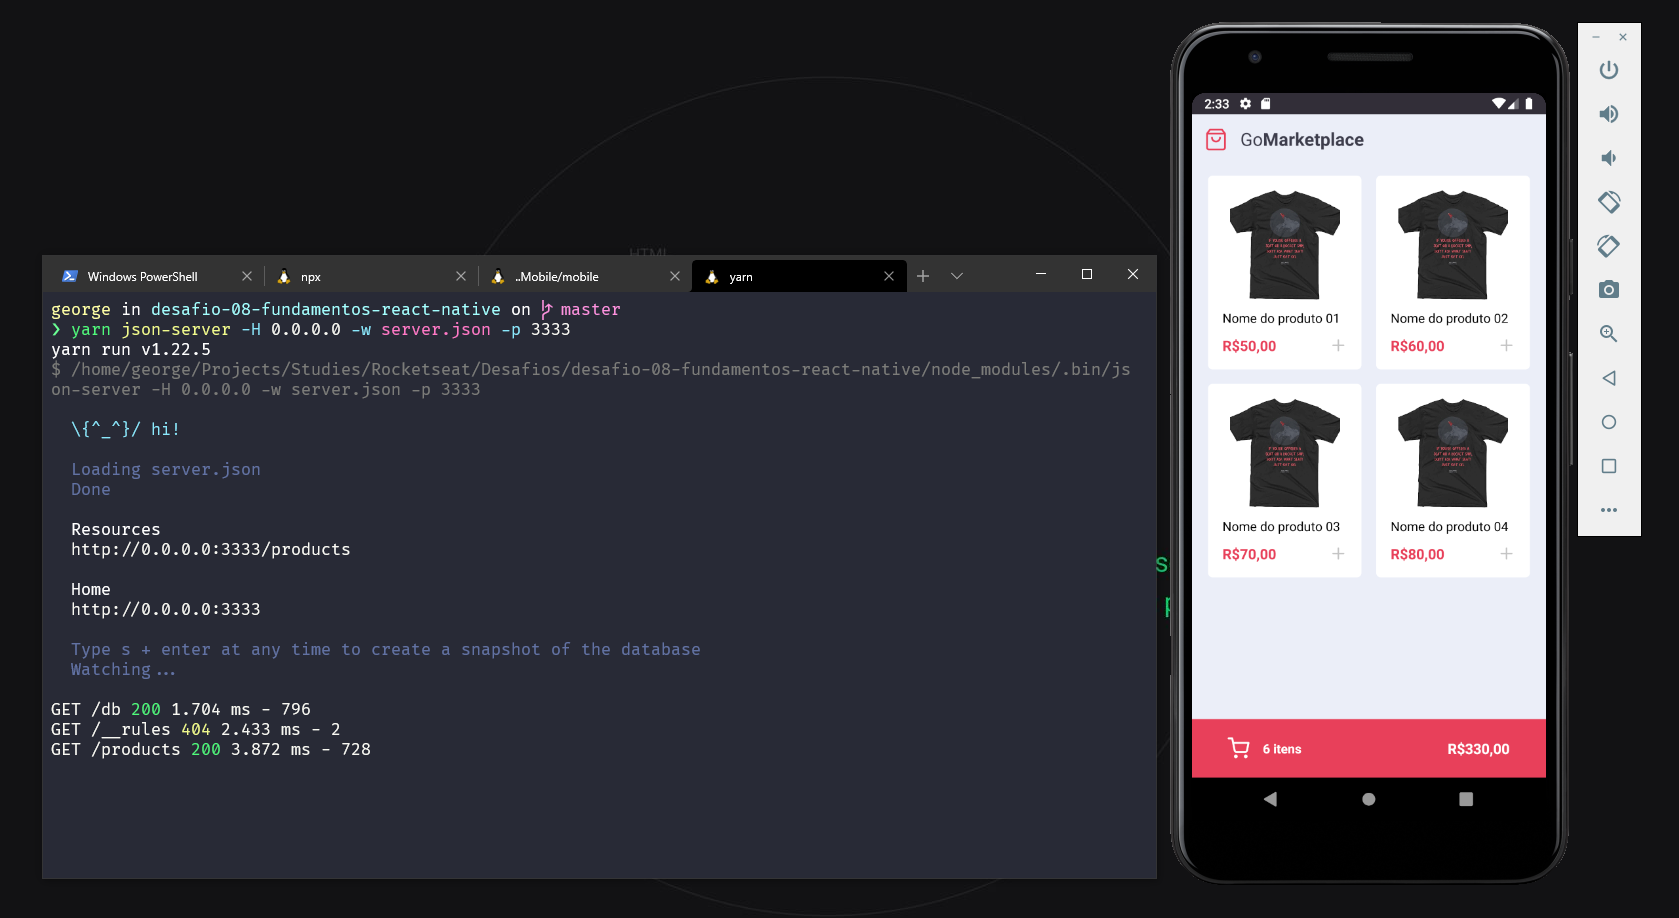 HTML
Windows PowerShell
npx
..Mobile/mobile
yarn
george in desafio-08-fundamentos-react-native on master
❯ yarn json-server -H 0.0.0.0 -w server.json -p 3333
yarn run v1.22.5
$ /home/george/Projects/Studies/Rocketseat/Desafios/desafio-08-fundamentos-react-native/node_modules/.bin/js
on-server -H 0.0.0.0 -w server.json -p 3333
\{^_^}/ hi!
Loading server.json
Done
Resources
http://0.0.0.0:3333/products
Home
http://0.0.0.0:3333
Type s + enter at any time to create a snapshot of the database
Watching...
GET /db 200 1.704 ms - 796
GET /__rules 404 2.433 ms - 2
GET /products 200 3.872 ms - 728
s
p
2:33
GoMarketplace
Nome do produto 01
R$50,00 +
Nome do produto 02
R$60,00 +
Nome do produto 03
R$70,00 +
Nome do produto 04
R$80,00 +
6 itens
R$330,00